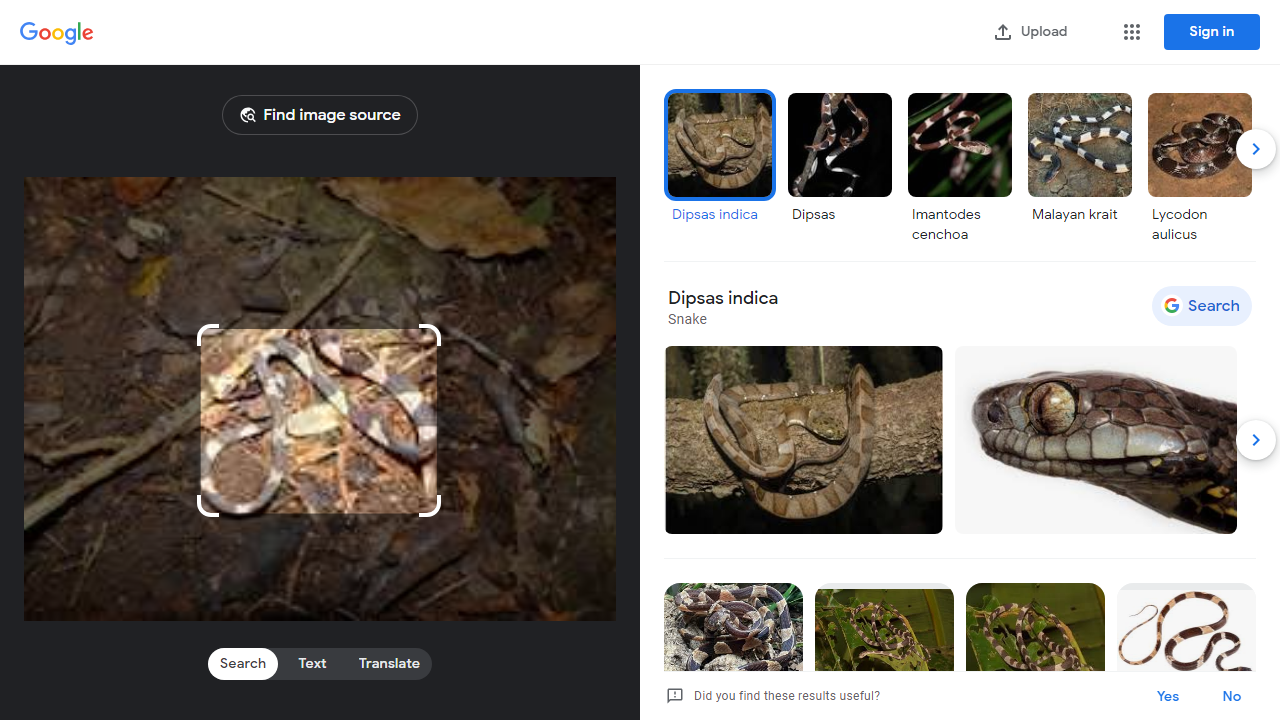 Google
Upload
Sign in
Find image source
Dipsas indica
Dipsas
Imantodes
cenchoa
Malayan krait
Lycodon
aulicus
Dipsas indica
Snake
Search
Search
Text
Translate
Did you find these results useful?
Yes
No